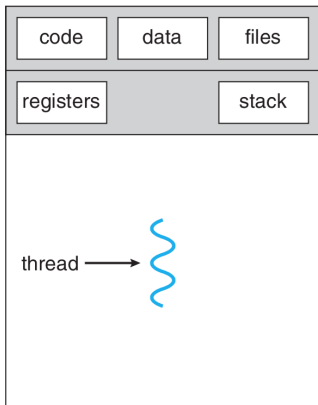 code data files
registers stack
thread